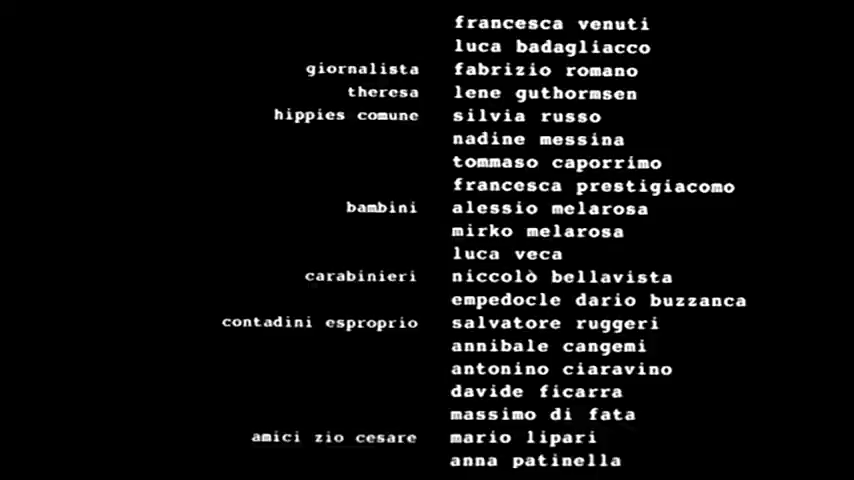 francesca venuti
luca badagliacco
giornalista fabrizio romano
theresa lene guthormsen
hippies comune silvia russo
nadine messina
tommaso caporrimo
francesca prestigiacomo
bambini alessio melarosa
mirko melarosa
luca veca
carabinieri niccolò bellavista
empedocle dario buzzanca
contadini esproprio salvatore ruggeri
annibale cangemi
antonino ciaravino
davide ficarra
massimo di fata
amici zio cesare mario lipari
anna patinella